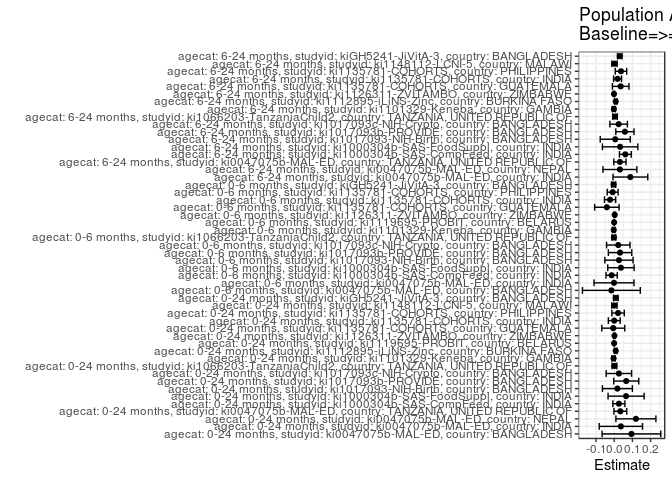 Population A
Baseline=>=
agecat: 6-24 months, studyid: kiGH5241-JiVitA-3, country: BANGLADESH
agecat: 6-24 months, studyid: ki1148112-LCNI-5, country: MALAWI
agecat: 6-24 months, studyid: ki1135781-COHORTS, country: PHILIPPINES
agecat: 6-24 months, studyid: ki1135781-COHORTS, country: INDIA
agecat: 6-24 months, studyid: ki1135781-COHORTS, country: GUATEMALA
agecat: 6-24 months, studyid: ki1126311-ZVITAMBO, country: ZIMBABWE
agecat: 6-24 months, studyid: ki1112895-iLiNS-Zinc, country: BURKINA FASO
agecat: 6-24 months, studyid: ki1101329-Keneba, country: GAMBIA
agecat: 6-24 months, studyid: ki1066203-TanzaniaChild2, country: TANZANIA, UNITED REPUBLIC OF
agecat: 6-24 months, studyid: ki1017093c-NIH-Crypto, country: BANGLADESH
agecat: 6-24 months, studyid: ki1017093b-PROVIDE, country: BANGLADESH
agecat: 6-24 months, studyid: ki1017093-NIH-Birth, country: BANGLADESH
agecat: 6-24 months, studyid: ki1000304b-SAS-FoodSuppl, country: INDIA
agecat: 6-24 months, studyid: ki1000304b-SAS-CompFeed, country: INDIA
agecat: 6-24 months, studyid: ki0047075b-MAL-ED, country: TANZANIA, UNITED REPUBLIC OF
agecat: 6-24 months, studyid: ki0047075b-MAL-ED, country: NEPAL
agecat: 6-24 months, studyid: ki0047075b-MAL-ED, country: INDIA
agecat: 0-6 months, studyid: kiGH5241-JiVitA-3, country: BANGLADESH
agecat: 0-6 months, studyid: ki1135781-COHORTS, country: PHILIPPINES
agecat: 0-6 months, studyid: ki1135781-COHORTS, country: INDIA
agecat: 0-6 months, studyid: ki1135781-COHORTS, country: GUATEMALA
agecat: 0-6 months, studyid: ki1126311-ZVITAMBO, country: ZIMBABWE
agecat: 0-6 months, studyid: ki1119695-PROBIT, country: BELARUS
agecat: 0-6 months, studyid: ki1101329-Keneba, country: GAMBIA
agecat: 0-6 months, studyid: ki1066203-TanzaniaChild2, country: TANZANIA, UNITED REPUBLIC OF
agecat: 0-6 months, studyid: ki1017093c-NIH-Crypto, country: BANGLADESH
agecat: 0-6 months, studyid: ki1017093b-PROVIDE, country: BANGLADESH
agecat: 0-6 months, studyid: ki1017093-NIH-Birth, country: BANGLADESH
agecat: 0-6 months, studyid: ki1000304b-SAS-FoodSuppl, country: INDIA
agecat: 0-6 months, studyid: ki1000304b-SAS-CompFeed, country: INDIA
agecat: 0-6 months, studyid: ki0047075b-MAL-ED, country: INDIA
agecat: 0-6 months, studyid: ki0047075b-MAL-ED, country: BANGLADESH
agecat: 0-24 months, studyid: kiGH5241-JiVitA-3, country: BANGLADESH
agecat: 0-24 months, studyid: ki1148112-LCNI-5, country: MALAWI
agecat: 0-24 months, studyid: ki1135781-COHORTS, country: PHILIPPINES
agecat: 0-24 months, studyid: ki1135781-COHORTS, country: INDIA
agecat: 0-24 months, studyid: ki1135781-COHORTS, country: GUATEMALA
agecat: 0-24 months, studyid: ki1126311-ZVITAMBO, country: ZIMBABWE
agecat: 0-24 months, studyid: ki1119695-PROBIT, country: BELARUS
agecat: 0-24 months, studyid: ki1112895-iLiNS-Zinc, country: BURKINA FASO
agecat: 0-24 months, studyid: ki1101329-Keneba, country: GAMBIA
agecat: 0-24 months, studyid: ki1066203-TanzaniaChild2, country: TANZANIA, UNITED REPUBLIC OF
agecat: 0-24 months, studyid: ki1017093c-NIH-Crypto, country: BANGLADESH
agecat: 0-24 months, studyid: ki1017093b-PROVIDE, country: BANGLADESH
agecat: 0-24 months, studyid: ki1017093-NIH-Birth, country: BANGLADESH
agecat: 0-24 months, studyid: ki1000304b-SAS-FoodSuppl, country: INDIA
agecat: 0-24 months, studyid: ki1000304b-SAS-CompFeed, country: INDIA
agecat: 0-24 months, studyid: ki0047075b-MAL-ED, country: TANZANIA, UNITED REPUBLIC OF
agecat: 0-24 months, studyid: ki0047075b-MAL-ED, country: NEPAL
agecat: 0-24 months, studyid: ki0047075b-MAL-ED, country: INDIA
agecat: 0-24 months, studyid: ki0047075b-MAL-ED, country: BANGLADESH
-0.1 0.0 0.1 0.2
Estimate